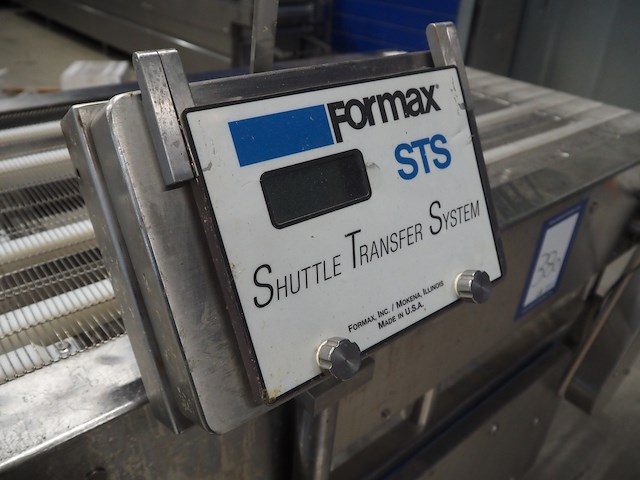 FORMAX®
STS
SHUTTLE TRANSFER SYSTEM
FORMAX, INC. / MOKENA, ILLINOIS
MADE IN U.S.A.